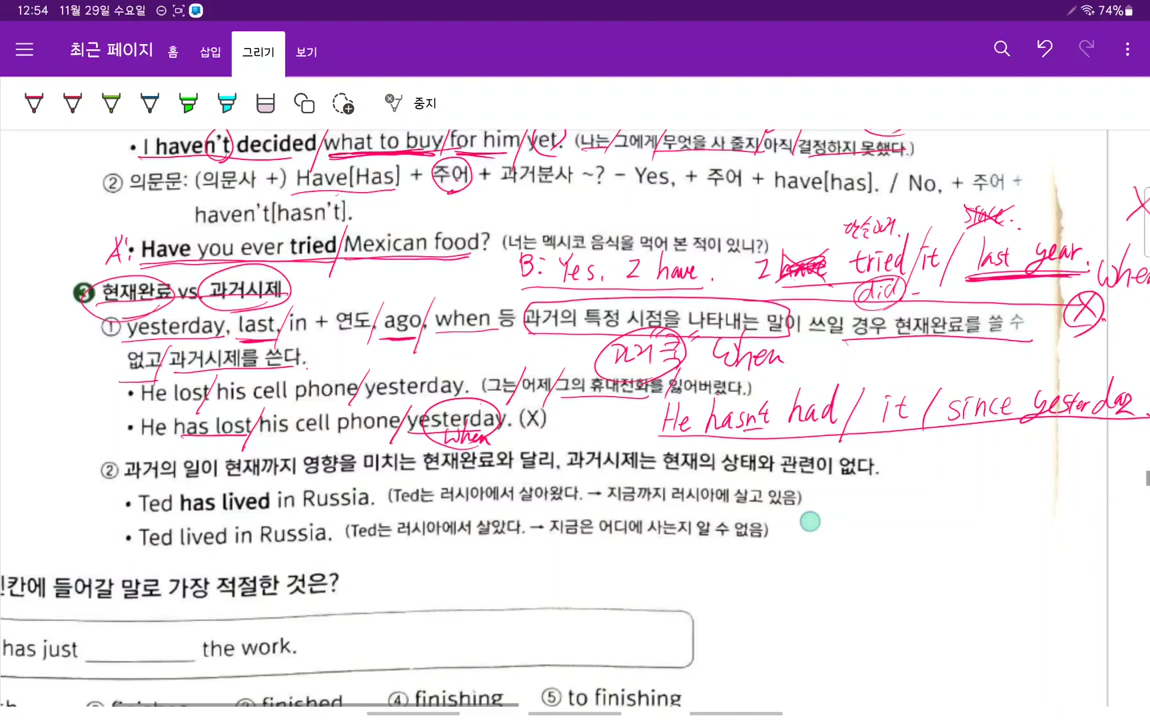 12:54 11월 29일 수요일 74%
최근 페이지 홈 삽입 그리기 보기
중지
• I haven't decided what to buy for him yet. (나는 그에게 무엇을 사 줄지 아직 결정하지 못했다.)
② 의문문: (의문사 +) Have[Has] + 주어 + 과거분사 ~? – Yes, + 주어 + have[has]. / No, + 주어 +
haven't[hasn't].
since.
A: • Have you ever tried Mexican food? (너는 멕시코 음식을 먹어 본 적이 있니?)
B: Yes, I have. I have tried it last year.
did
When
3 현재완료 vs. 과거시제
① yesterday, last, in + 연도, ago, when 등 과거의 특정 시점을 나타내는 말이 쓰일 경우 현재완료를 쓸 수
X
없고 과거시제를 쓴다.
"과거콕" When
• He lost his cell phone yesterday. (그는 어제 그의 휴대전화를 잃어버렸다.)
• He has lost his cell phone yesterday. (X)
When
He hasn't had it since yesterday.
② 과거의 일이 현재까지 영향을 미치는 현재완료와 달리, 과거시제는 현재의 상태와 관련이 없다.
• Ted has lived in Russia. (Ted는 러시아에서 살아왔다. → 지금까지 러시아에 살고 있음)
• Ted lived in Russia. (Ted는 러시아에서 살았다. → 지금은 어디에 사는지 알 수 없음)
빈칸에 들어갈 말로 가장 적절한 것은?
has just ________ the work.
finished ④ finishing ⑤ to finishing